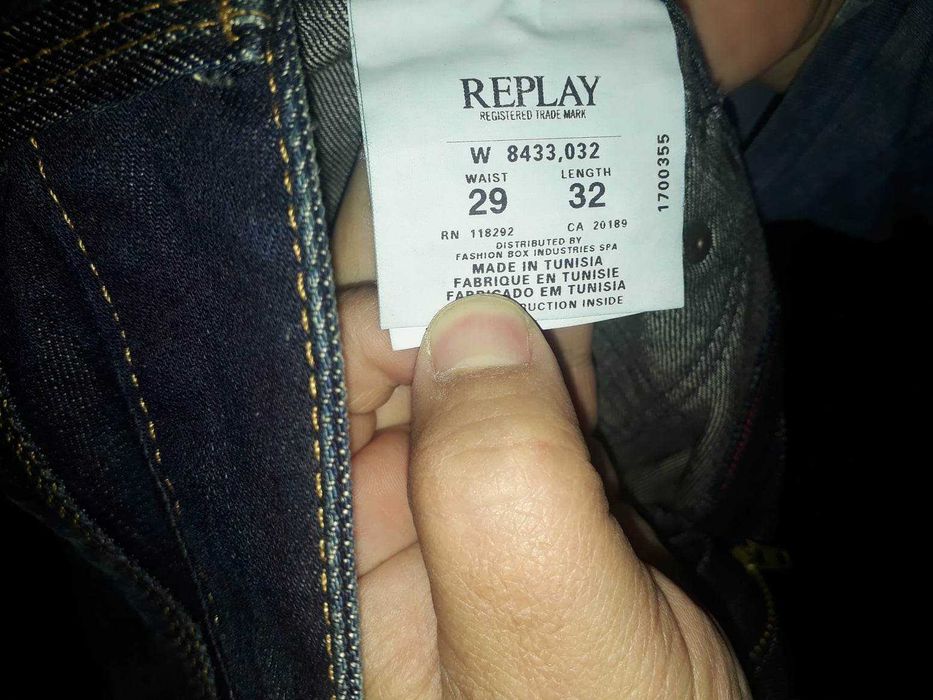 REPLAY
REGISTERED TRADE MARK
W 8433,032
WAIST LENGTH
29 32
RN 118292 CA 20189
DISTRIBUTED BY
FASHION BOX INDUSTRIES SPA
MADE IN TUNISIA
FABRIQUE EN TUNISIE
FABRICADO EM TUNISIA
INSIDE
1700355